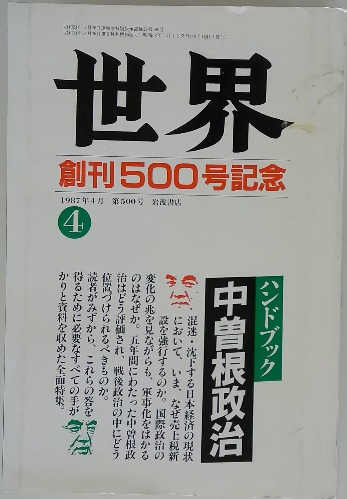 世界
創刊500号記念
1987年4月 第500号 岩波書店
4
ハンドブック
中曽根政治
混迷・沈下する日本経済の現状
において、いま、なぜ売上税新
設を強行するのか。国際政治の
変化の兆を見ながらも、軍事化をはかる
のはなぜか。五年間にわたった中曽根政
治はどう評価され、戦後政治の中にどう
位置づけられるべきものか。
読者がみずから、これらの答を
得るために必要なすべての手が
かりと資料を収めた全面特集。